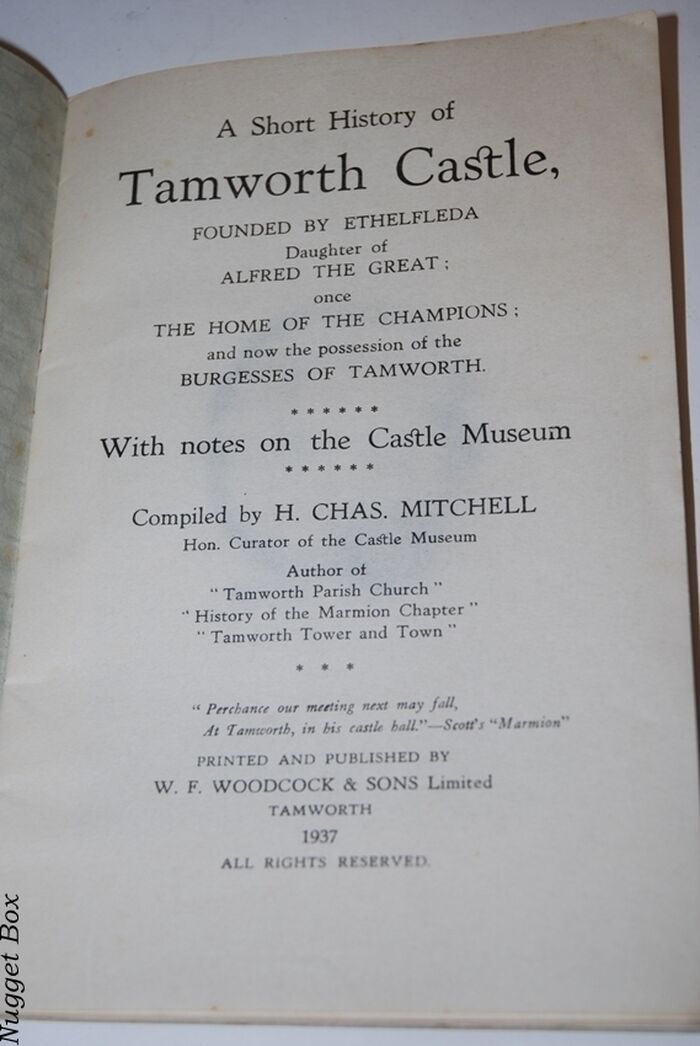 A Short History of
Tamworth Castle,
FOUNDED BY ETHELFLEDA
Daughter of
ALFRED THE GREAT;
once
THE HOME OF THE CHAMPIONS;
and now the possession of the
BURGESSES OF TAMWORTH.
* * * * * *
With notes on the Castle Museum
* * * * * *
Compiled by H. CHAS. MITCHELL
Hon. Curator of the Castle Museum
Author of
"Tamworth Parish Church"
"History of the Marmion Chapter"
"Tamworth Tower and Town"
* * *
"Perchance our meeting next may fall,
At Tamworth, in his castle hall."—Scott's "Marmion"
PRINTED AND PUBLISHED BY
W. F. WOODCOCK & SONS Limited
TAMWORTH
1937
ALL RIGHTS RESERVED.
Nugget Box